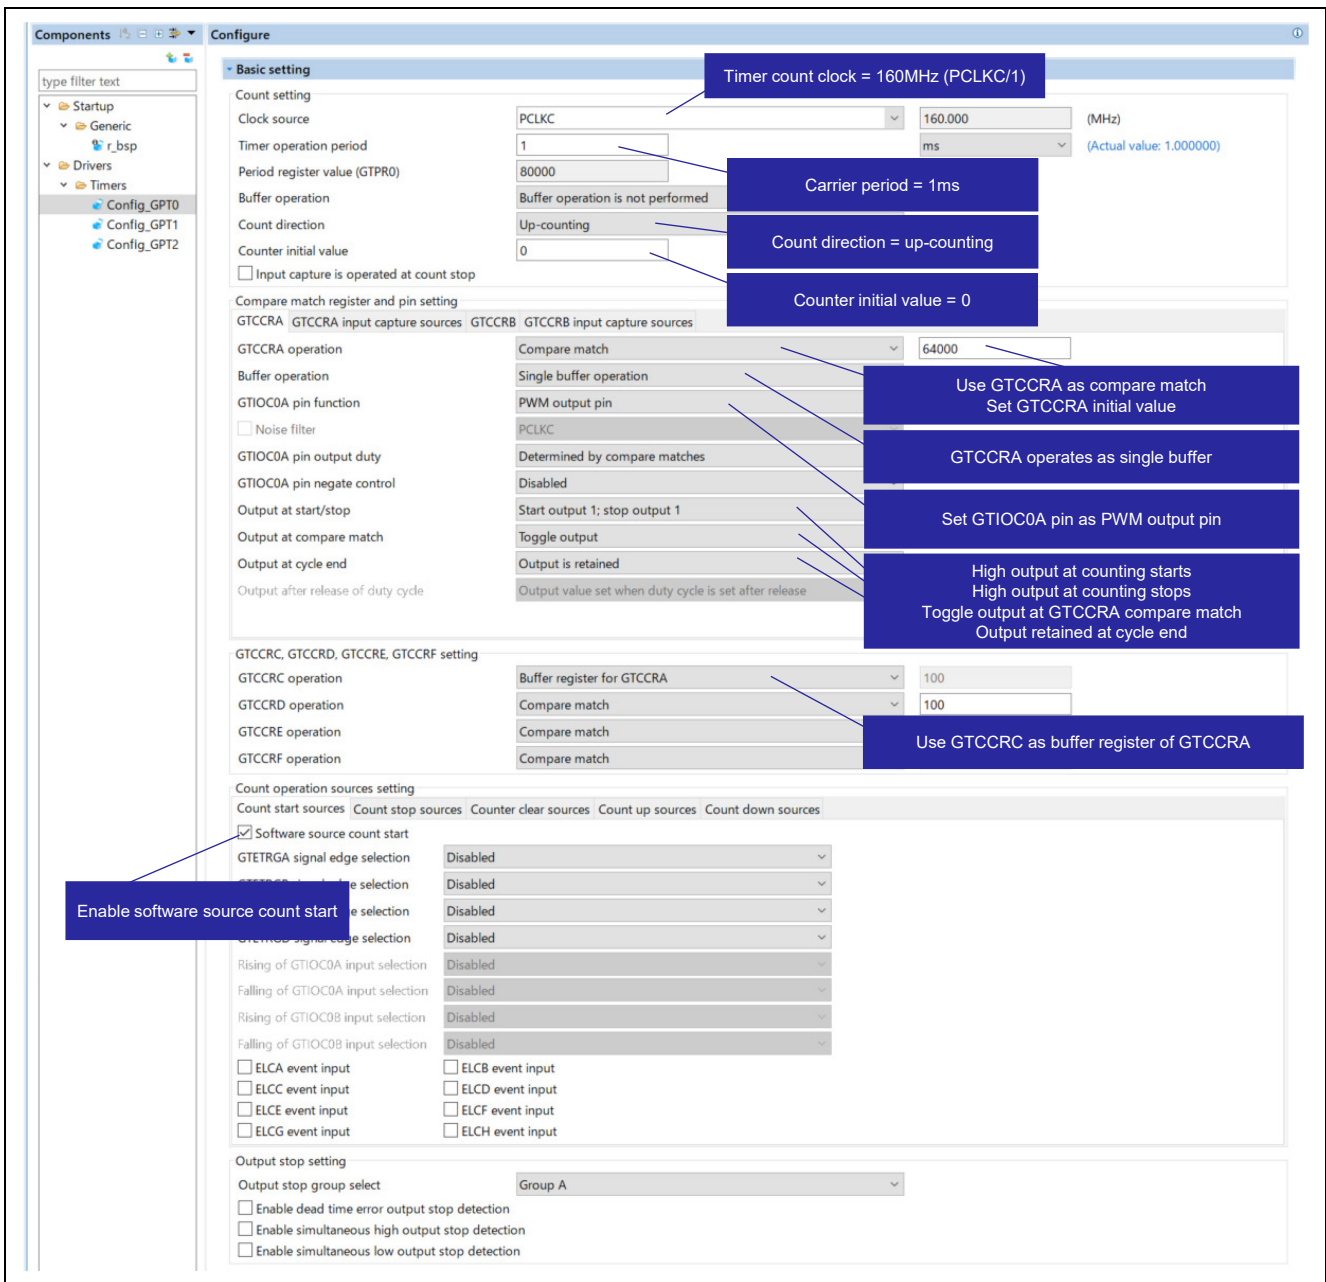 Components
Configure
type filter text
Startup
Generic
r_bsp
Drivers
Timers
Config_GPT0
Config_GPT1
Config_GPT2
Basic setting
Timer count clock = 160MHz (PCLKC/1)
Count setting
Clock source PCLKC 160.000 (MHz)
Timer operation period 1 ms (Actual value: 1.000000)
Period register value (GTPR0) 80000
Carrier period = 1ms
Buffer operation Buffer operation is not performed
Count direction Up-counting
Count direction = up-counting
Counter initial value 0
Input capture is operated at count stop
Counter initial value = 0
Compare match register and pin setting
GTCCRA GTCCRA input capture sources GTCCRB GTCCRB input capture sources
GTCCRA operation Compare match 64000
Buffer operation Single buffer operation
Use GTCCRA as compare match
Set GTCCRA initial value
GTIOC0A pin function PWM output pin
Noise filter PCLKC
GTIOC0A pin output duty Determined by compare matches
GTCCRA operates as single buffer
GTIOC0A pin negate control Disabled
Output at start/stop Start output 1; stop output 1
Set GTIOC0A pin as PWM output pin
Output at compare match Toggle output
Output at cycle end Output is retained
Output after release of duty cycle Output value set when duty cycle is set after release
High output at counting starts
High output at counting stops
Toggle output at GTCCRA compare match
Output retained at cycle end
GTCCRC, GTCCRD, GTCCRE, GTCCRF setting
GTCCRC operation Buffer register for GTCCRA 100
GTCCRD operation Compare match 100
GTCCRE operation Compare match
Use GTCCRC as buffer register of GTCCRA
GTCCRF operation Compare match
Count operation sources setting
Count start sources Count stop sources Counter clear sources Count up sources Count down sources
Software source count start
GTETRGA signal edge selection Disabled
e selection Disabled
Enable software source count start
e selection Disabled
GTETRGD signal edge selection Disabled
Rising of GTIOC0A input selection Disabled
Falling of GTIOC0A input selection Disabled
Rising of GTIOC0B input selection Disabled
Falling of GTIOC0B input selection Disabled
ELCA event input ELCB event input
ELCC event input ELCD event input
ELCE event input ELCF event input
ELCG event input ELCH event input
Output stop setting
Output stop group select Group A
Enable dead time error output stop detection
Enable simultaneous high output stop detection
Enable simultaneous low output stop detection